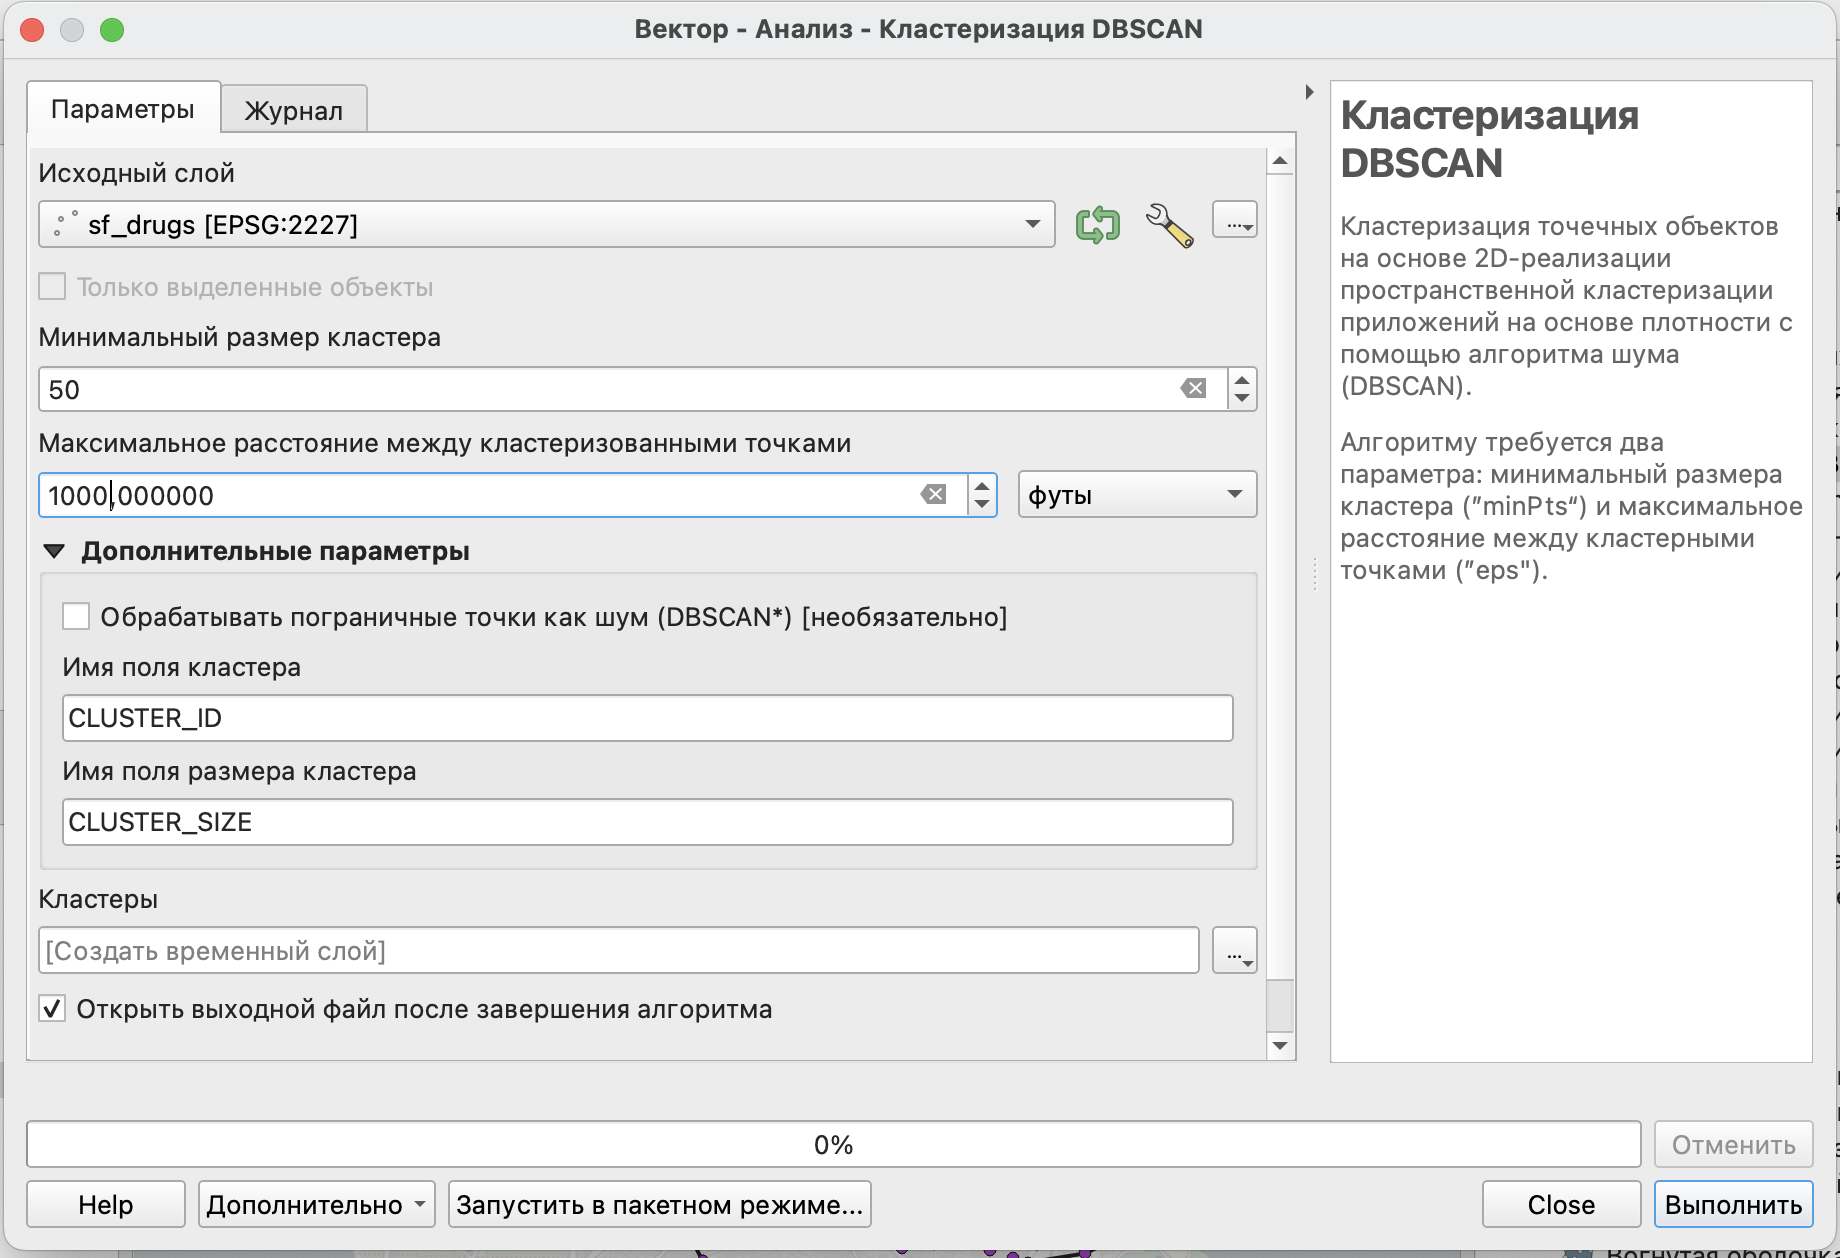 Вектор - Анализ - Кластеризация DBSCAN
Параметры
Журнал
Исходный слой
sf_drugs [EPSG:2227]
...
Только выделенные объекты
Минимальный размер кластера
50
Максимальное расстояние между кластеризованными точками
1000,000000
футы
Дополнительные параметры
Обрабатывать пограничные точки как шум (DBSCAN*) [необязательно]
Имя поля кластера
CLUSTER_ID
Имя поля размера кластера
CLUSTER_SIZE
Кластеры
[Создать временный слой]
...
Открыть выходной файл после завершения алгоритма
Кластеризация
DBSCAN
Кластеризация точечных объектов
на основе 2D-реализации
пространственной кластеризации
приложений на основе плотности с
помощью алгоритма шума
(DBSCAN).
Алгоритму требуется два
параметра: минимальный размера
кластера (”minPts“) и максимальное
расстояние между кластерными
точками (”eps").
0%
Отменить
Help
Дополнительно
Запустить в пакетном режиме...
Close
Выполнить